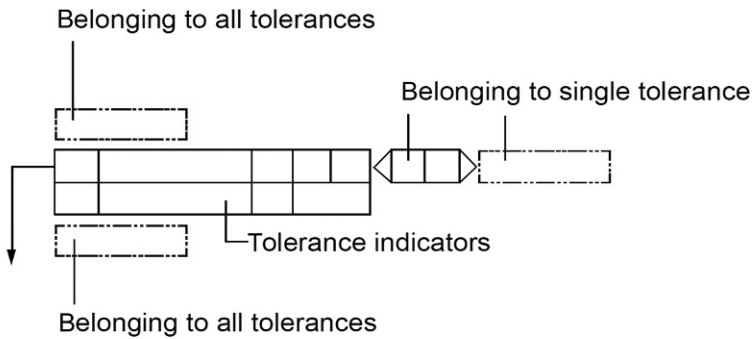 Belonging to all tolerances
Belonging to single tolerance
Tolerance indicators
Belonging to all tolerances